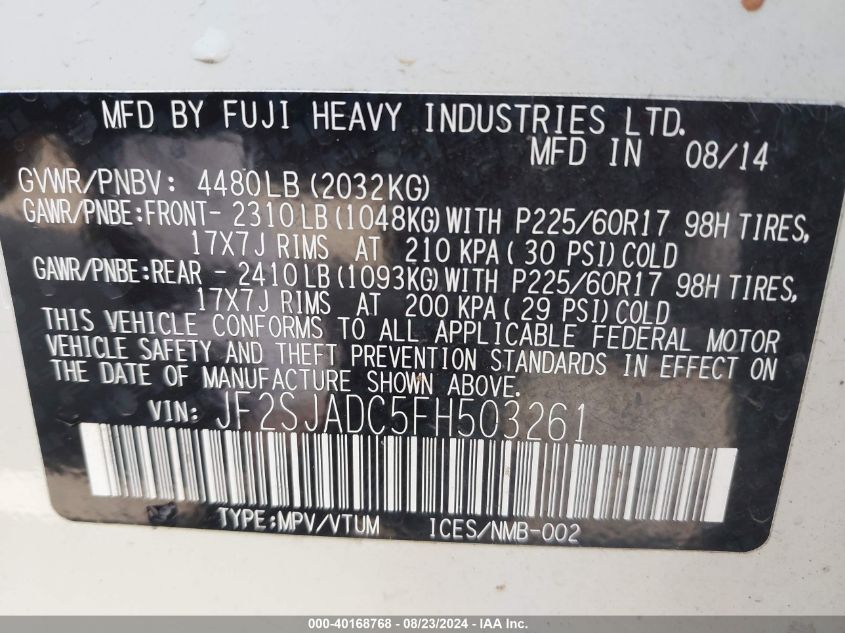 MFD BY FUJI HEAVY INDUSTRIES LTD.
MFD IN 08/14
GVWR/PNBV: 4480LB (2032KG)
GAWR/PNBE:FRONT- 2310LB (1048KG) WITH P225/60R17 98H TIRES,
17X7J RIMS AT 210 KPA ( 30 PSI) COLD
GAWR/PNBE:REAR - 2410LB (1093KG) WITH P225/60R17 98H TIRES,
17X7J RIMS AT 200 KPA ( 29 PSI) COLD
THIS VEHICLE CONFORMS TO ALL APPLICABLE FEDERAL MOTOR
VEHICLE SAFETY AND THEFT PREVENTION STANDARDS IN EFFECT ON
THE DATE OF MANUFACTURE SHOWN ABOVE.
VIN: JF2SJADC5FH503261
TYPE:MPV/VTUM ICES/NMB-002
000-40168768 - 08/23/2024 - IAA, Inc.